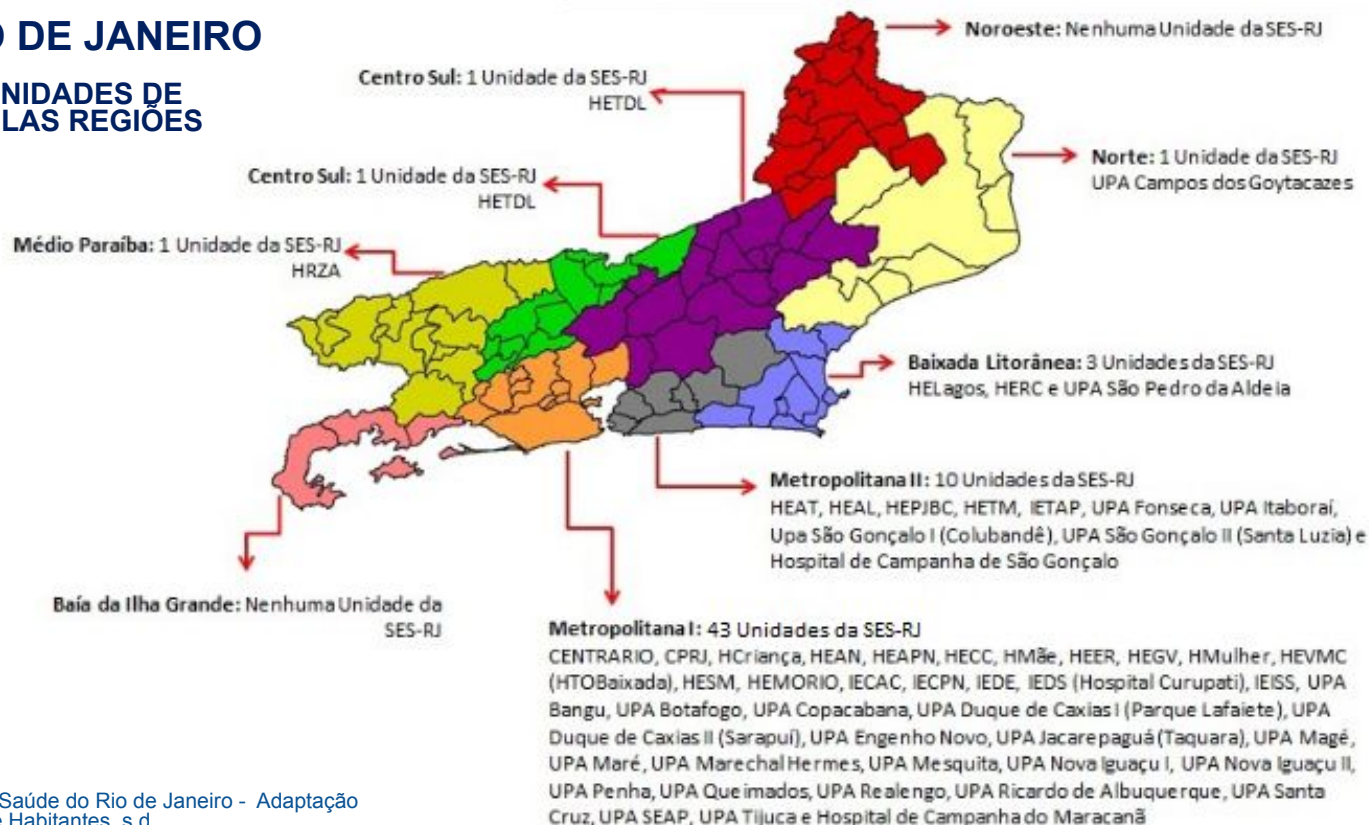 O DE JANEIRO
NIDADES DE
LAS REGIÕES
Noroeste: Nenhuma Unidade da SES-RJ
Centro Sul: 1 Unidade da SES-RJ
HETDL
Norte: 1 Unidade da SES-RJ
UPA Campos dos Goytacazes
Centro Sul: 1 Unidade da SES-RJ
HETDL
Médio Paraíba: 1 Unidade da SES-RJ
HRZA
Baixada Litorânea: 3 Unidades da SES-RJ
HELagos, HERC e UPA São Pedro da Aldeia
Metropolitana II: 10 Unidades da SES-RJ
HEAT, HEAL, HEPJBC, HETM, IETAP, UPA Fonseca, UPA Itaboraí,
Upa São Gonçalo I (Colubandê), UPA São Gonçalo II (Santa Luzia) e
Hospital de Campanha de São Gonçalo
Baía da Ilha Grande: Nenhuma Unidade da
SES-RJ
Metropolitana I: 43 Unidades da SES-RJ
CENTRARIO, CPRJ, HCriança, HEAN, HEAPN, HECC, HMãe, HEER, HEGV, HMulher, HEVMC
(HTOBaixada), HESM, HEMORIO, IECAC, IECPN, IEDE, IEDS (Hospital Curupati), IEISS, UPA
Bangu, UPA Botafogo, UPA Copacabana, UPA Duque de Caxias I (Parque Lafaiete), UPA
Duque de Caxias II (Sarapuí), UPA Engenho Novo, UPA Jacarepaguá (Taquara), UPA Magé,
UPA Maré, UPA Marechal Hermes, UPA Mesquita, UPA Nova Iguaçu I, UPA Nova Iguaçu II,
UPA Penha, UPA Queimados, UPA Realengo, UPA Ricardo de Albuquerque, UPA Santa
Cruz, UPA SEAP, UPA Tijuca e Hospital de Campanha do Maracanã
Saúde do Rio de Janeiro - Adaptação
e Habitantes, s.d.